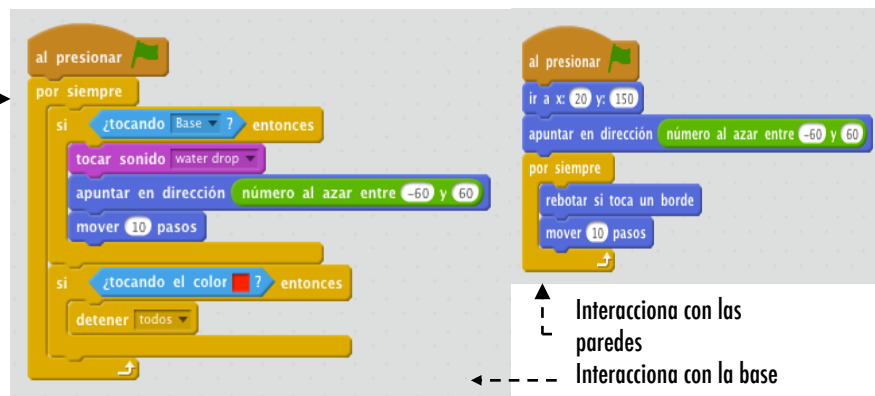 al presionar
por siempre
si ¿tocando Base ? entonces
tocar sonido water drop
apuntar en dirección número al azar entre -60 y 60
mover 10 pasos
si ¿tocando el color ? entonces
detener todos
al presionar
ir a x: 20 y: 150
apuntar en dirección número al azar entre -60 y 60
por siempre
rebotar si toca un borde
mover 10 pasos
Interacciona con las
paredes
Interacciona con la base